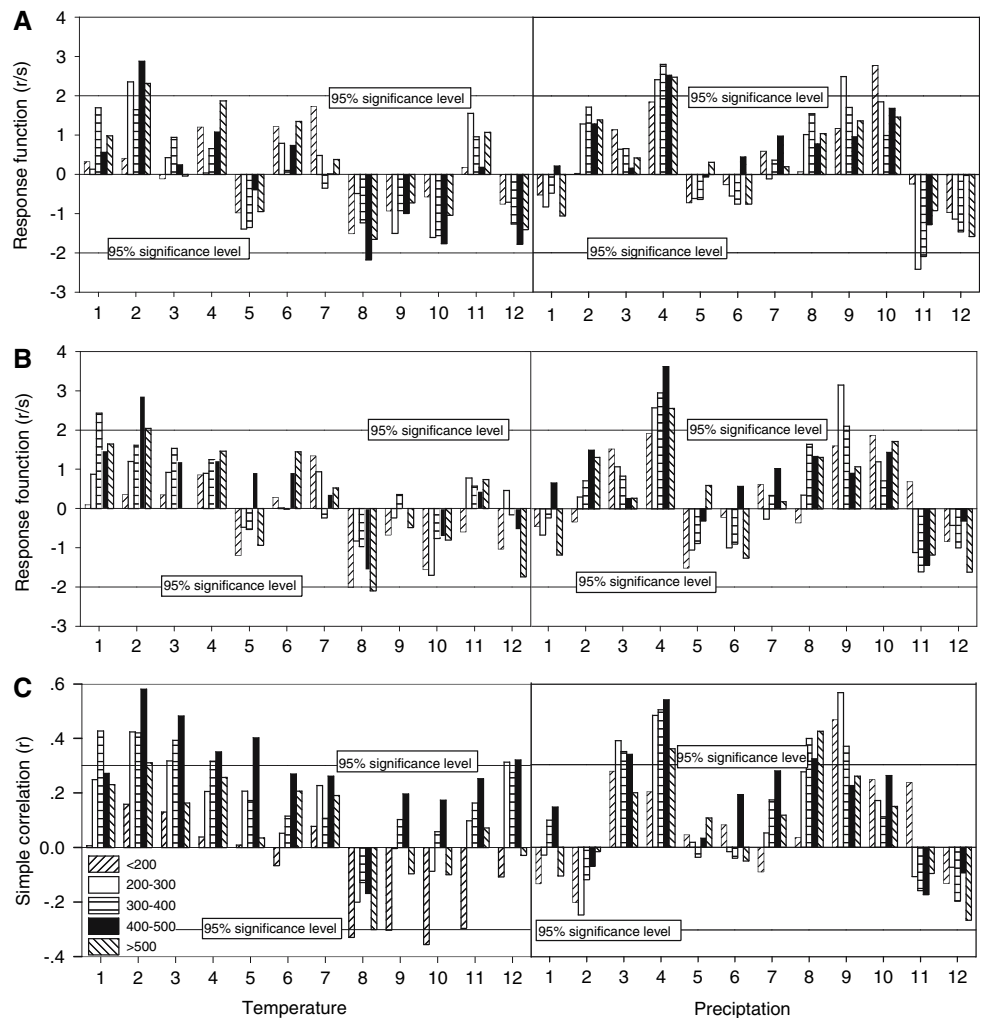 A
Response function (r/s)
4
3
2
1
0
-1
-2
-3
95% significance level
95% significance level
95% significance level
95% significance level
1 2 3 4 5 6 7 8 9 10 11 12 1 2 3 4 5 6 7 8 9 10 11 12
B
Response founction (r/s)
4
3
2
1
0
-1
-2
-3
95% significance level
95% significance level
95% significance level
95% significance level
1 2 3 4 5 6 7 8 9 10 11 12 1 2 3 4 5 6 7 8 9 10 11 12
C
Simple correlation (r)
.6
.4
.2
0.0
-.2
-.4
95% significance level
95% significance level
<200
200-300
300-400
400-500
>500
95% significance level
95% significance level
1 2 3 4 5 6 7 8 9 10 11 12 1 2 3 4 5 6 7 8 9 10 11 12
Temperature
Preciptation